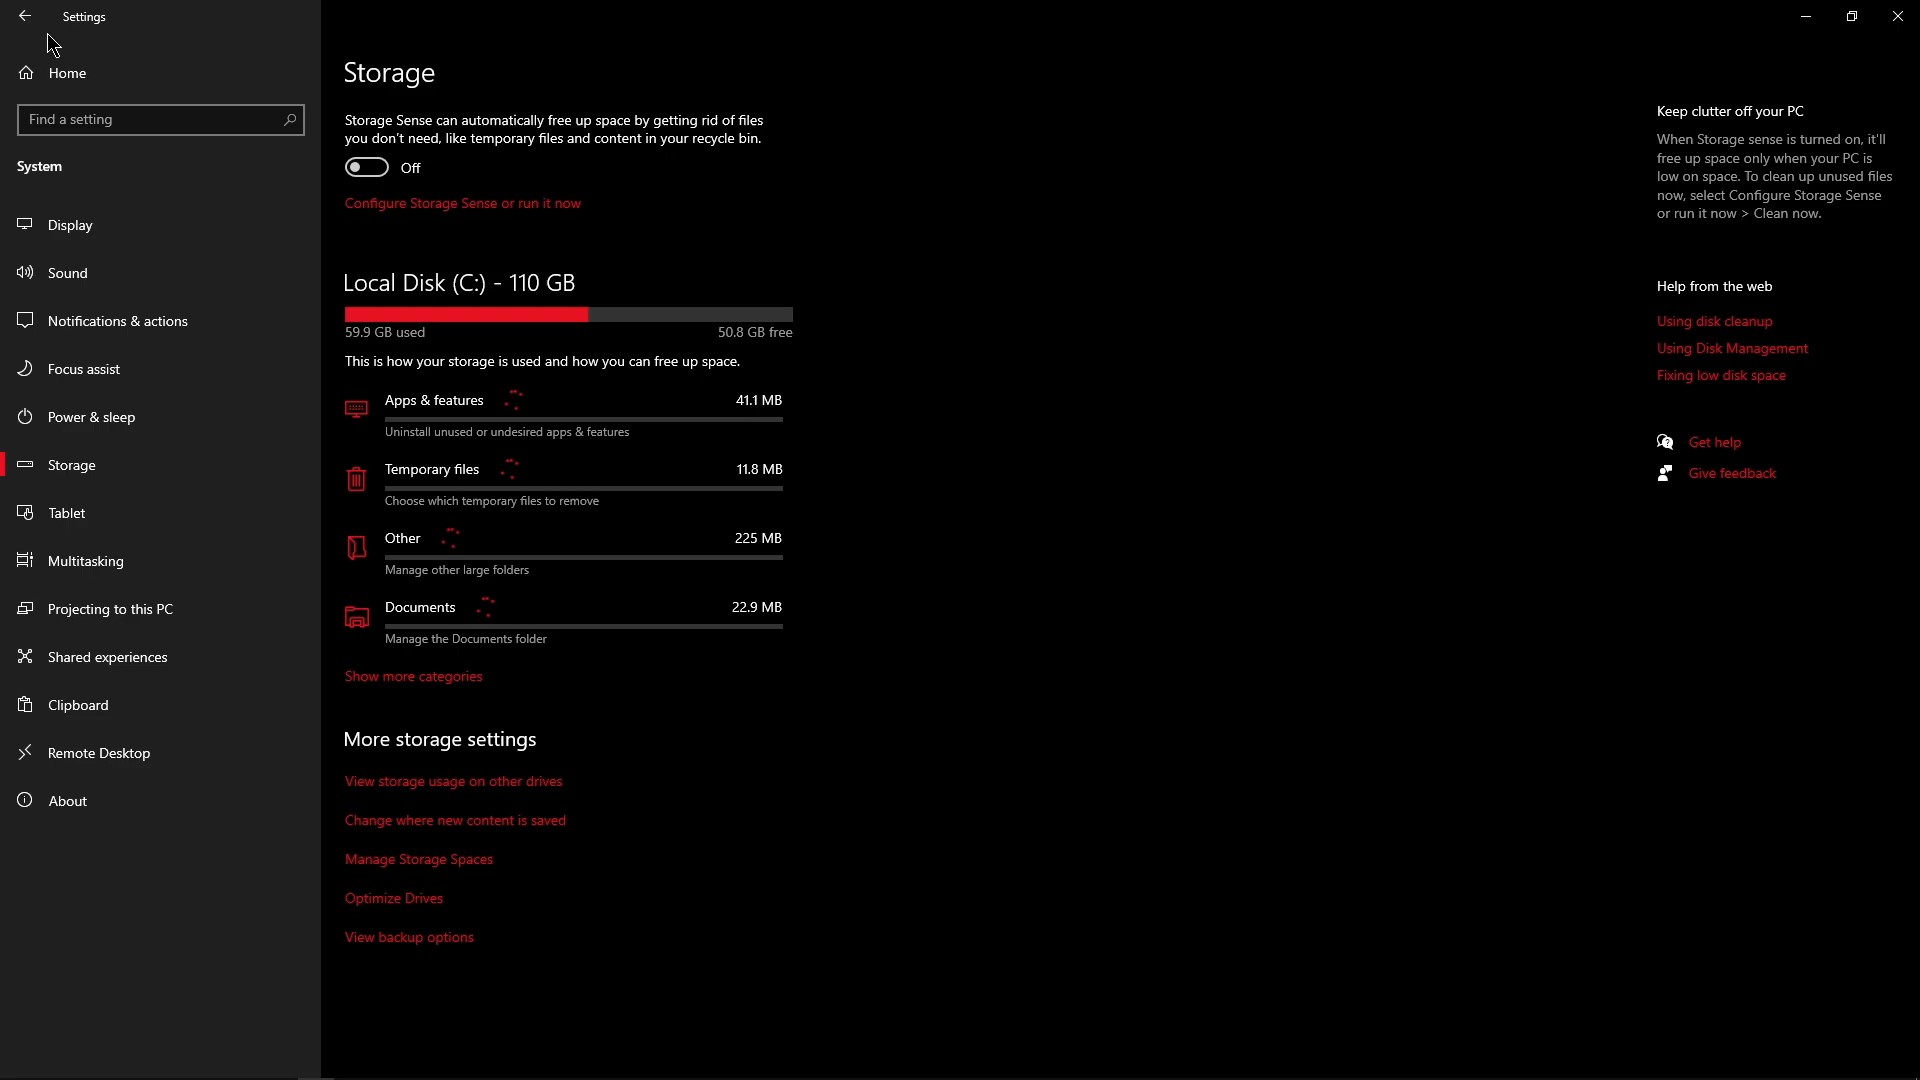 Settings
Home
Find a setting
System
Display
Sound
Notifications & actions
Focus assist
Power & sleep
Storage
Tablet
Multitasking
Projecting to this PC
Shared experiences
Clipboard
Remote Desktop
About
Storage
Storage Sense can automatically free up space by getting rid of files
you don't need, like temporary files and content in your recycle bin.
Off
Configure Storage Sense or run it now
Local Disk (C:) - 110 GB
59.9 GB used 50.8 GB free
This is how your storage is used and how you can free up space.
Apps & features 41.1 MB
Uninstall unused or undesired apps & features
Temporary files 11.8 MB
Choose which temporary files to remove
Other 225 MB
Manage other large folders
Documents 22.9 MB
Manage the Documents folder
Show more categories
More storage settings
View storage usage on other drives
Change where new content is saved
Manage Storage Spaces
Optimize Drives
View backup options
Keep clutter off your PC
When Storage sense is turned on, it'll
free up space only when your PC is
low on space. To clean up unused files
now, select Configure Storage Sense
or run it now > Clean now.
Help from the web
Using disk cleanup
Using Disk Management
Fixing low disk space
Get help
Give feedback